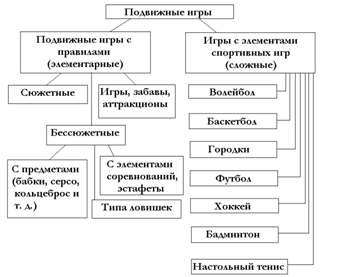 Подвижные игры
Подвижные игры с
правилами
(элементарные)
Игры с элементами
спортивных игр
(сложные)
Сюжетные
Игры, забавы,
аттракционы
Бессюжетные
С предметами
(бабки, серсо,
кольцеброс и
т. д.)
С элементами
соревнований,
эстафеты
Типа ловишек
Волейбол
Баскетбол
Городки
Футбол
Хоккей
Бадминтон
Настольный тенис